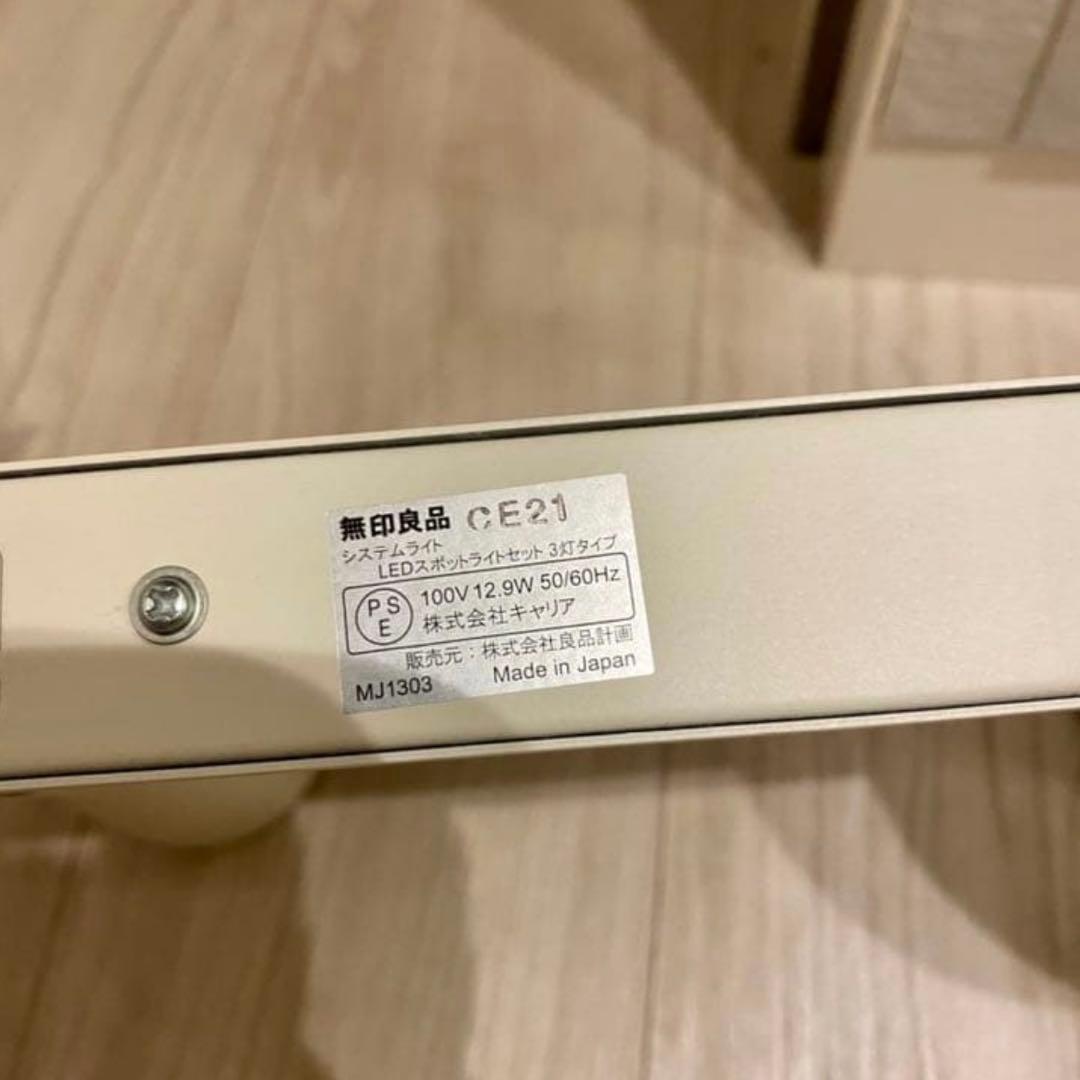 無印良品 CE21
システムライト
LEDスポットライトセット 3灯タイプ
PS
E
100V 12.9W 50/60Hz
株式会社キャリア
販売元：株式会社良品計画
MJ1303 Made in Japan